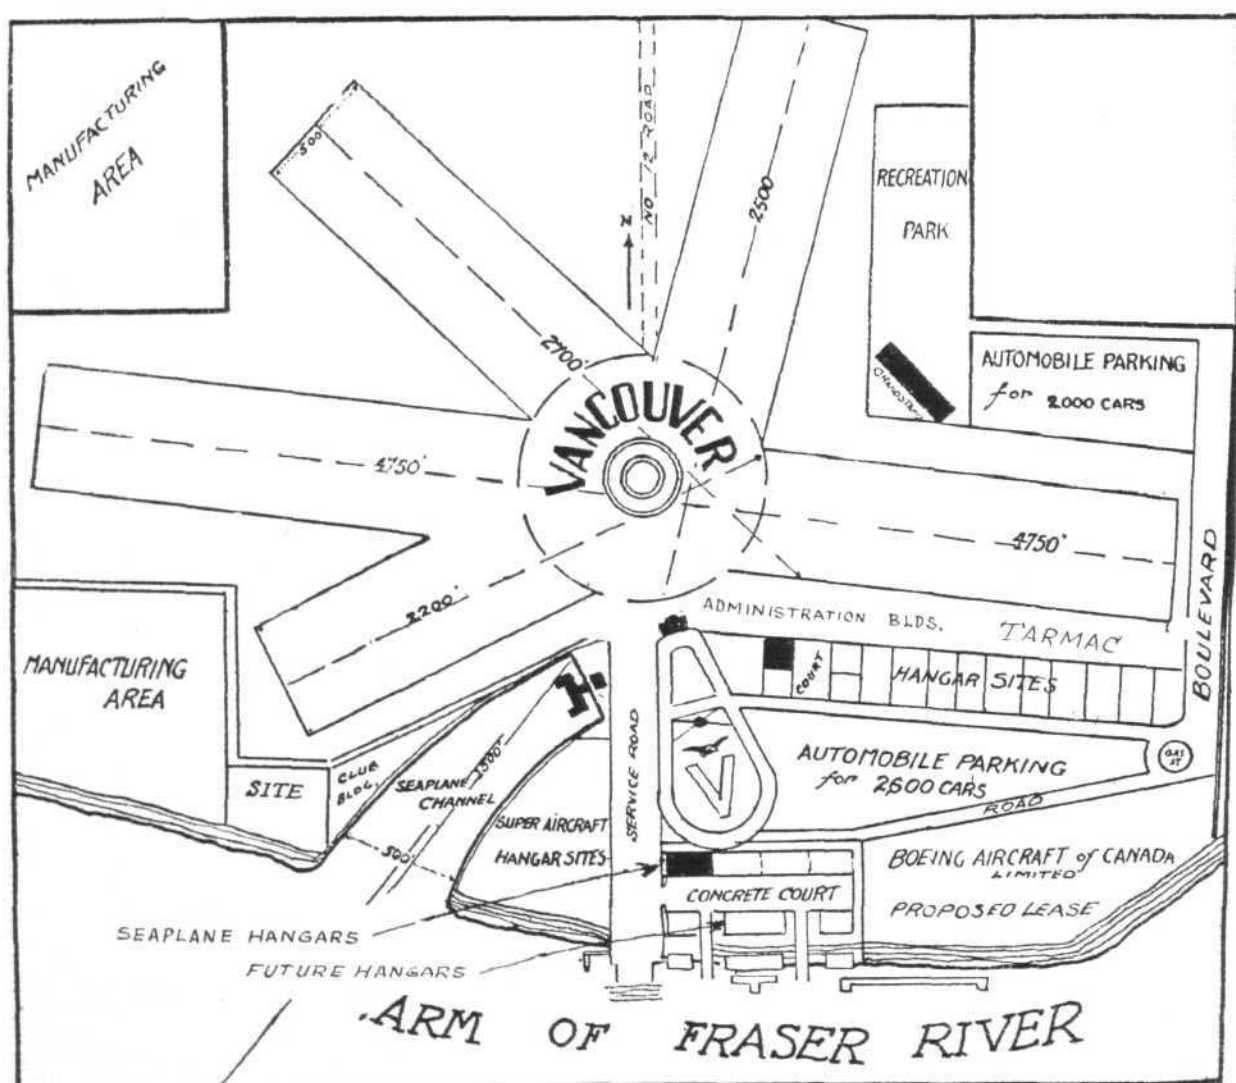 MANUFACTURING
AREA
500'
NO 12 ROAD
N
2500
RECREATION
PARK
GRANDSTAND
AUTOMOBILE PARKING
for 2000 CARS
2700'
VANCOUVER
4750'
4750'
2200'
BOULEVARD
ADMINISTRATION BLDS.
TARMAC
COURT
HANGAR SITES
MANUFACTURING
AREA
SITE
CLUB
BLDG.
SEAPLANE
CHANNEL
1500'
500'
SERVICE ROAD
V
AUTOMOBILE PARKING
for 2,600 CARS
GAS
ST
ROAD
SUPER AIRCRAFT
HANGAR SITES
BOEING AIRCRAFT of CANADA
LIMITED
PROPOSED LEASE
CONCRETE COURT
SEAPLANE HANGARS
FUTURE HANGARS
ARM OF FRASER RIVER